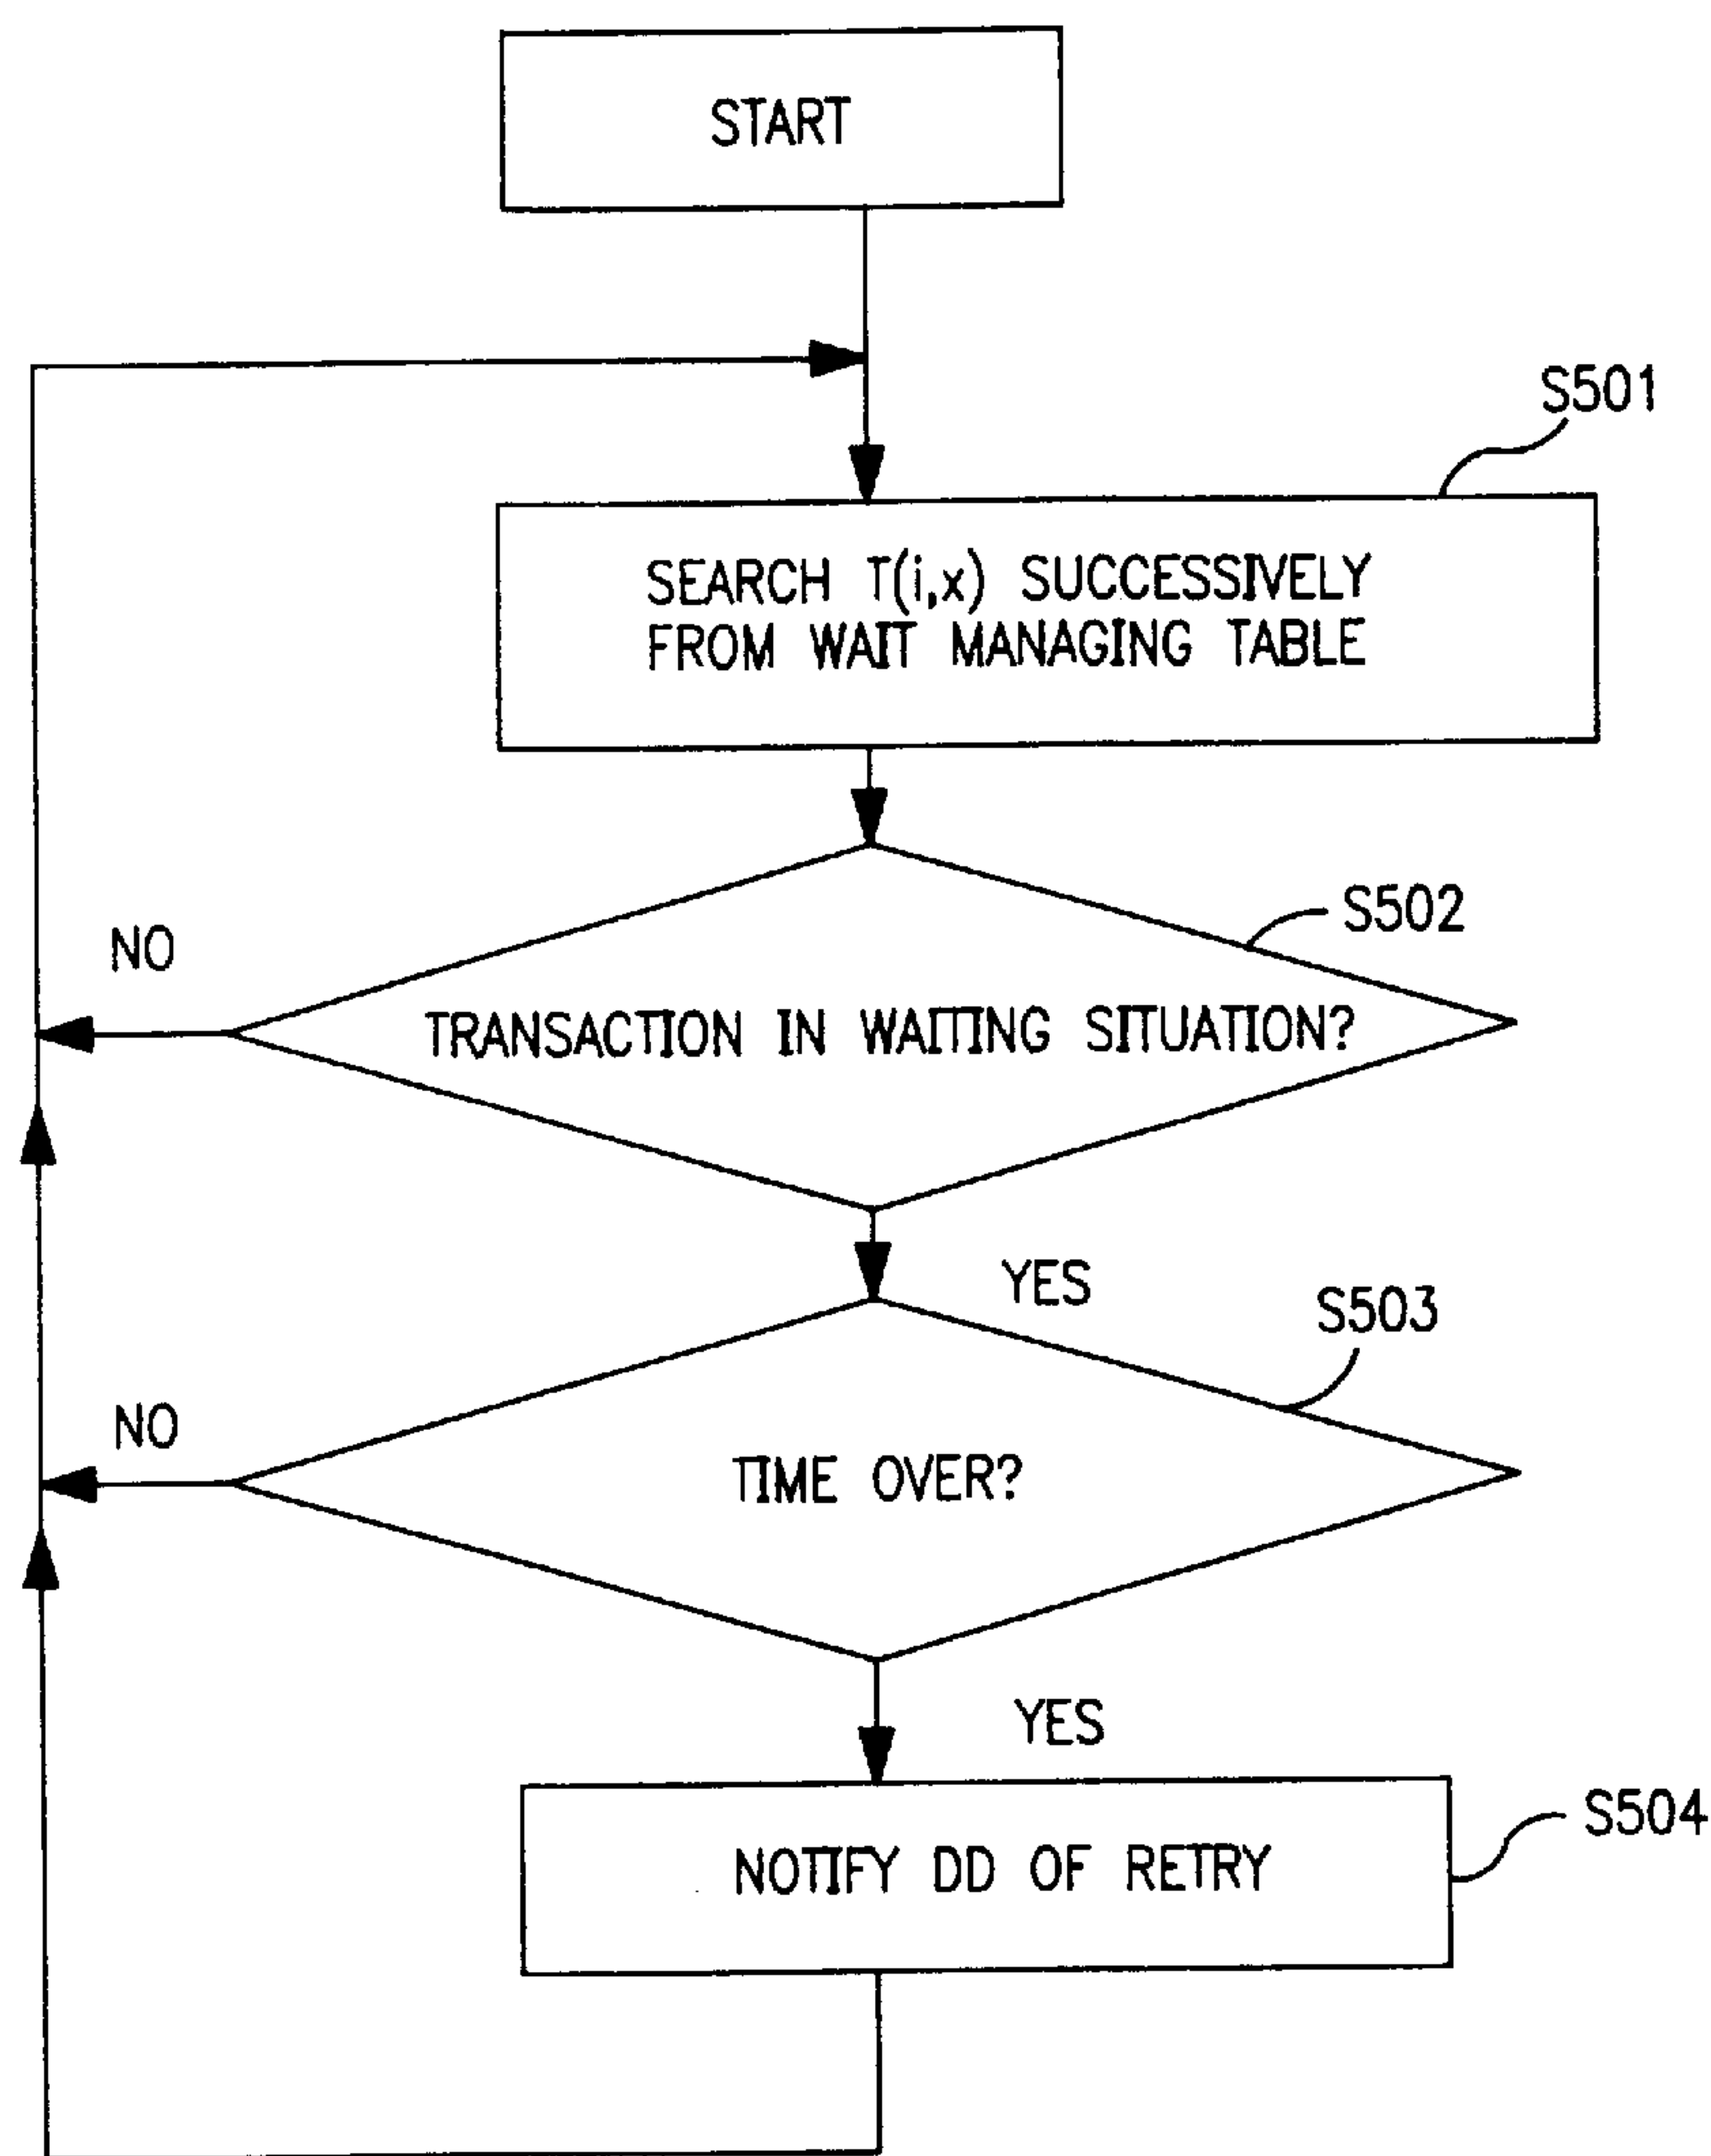 START
S501
SEARCH T(i,x) SUCCESSIVELY
FROM WAIT MANAGING TABLE
S502
NO
TRANSACTION IN WAITING SITUATION?
YES
S503
NO
TIME OVER?
YES
S504
NOTIFY DD OF RETRY